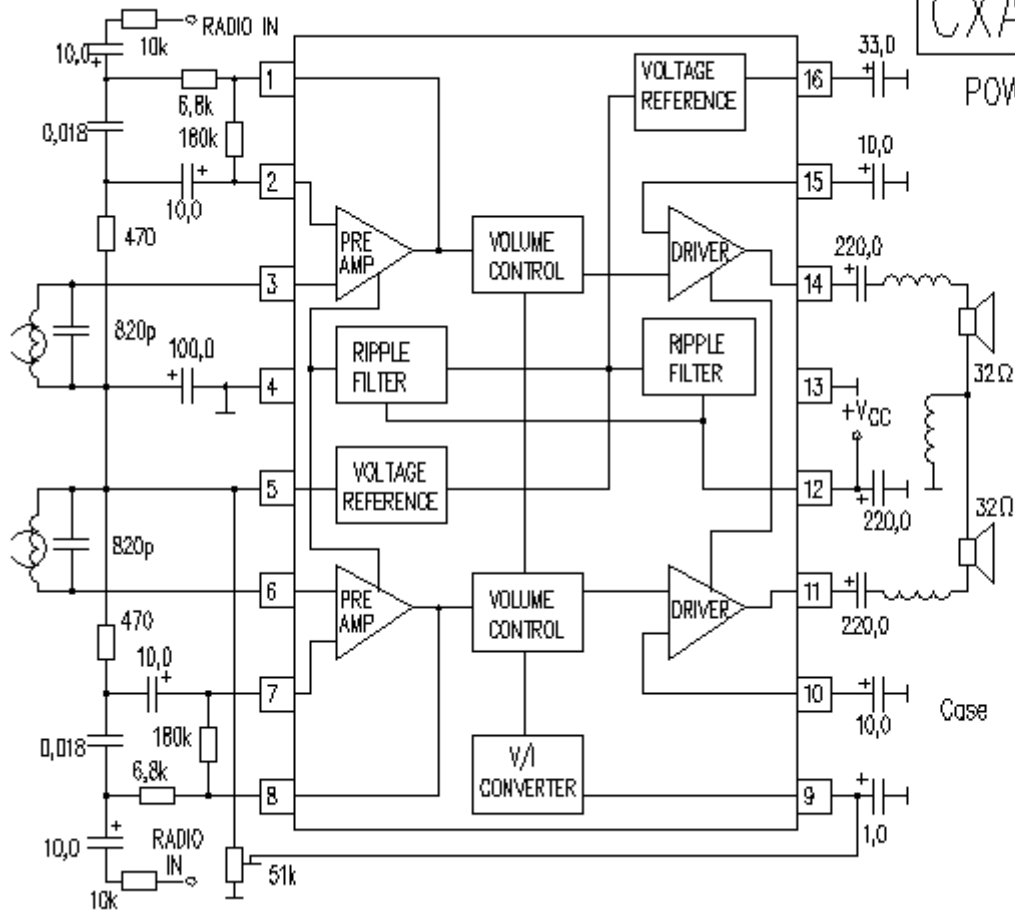 RADIO IN
10k
10,0
+
6,8k
180k
0,018
10,0
+
470
820p
100,0
+
820p
470
10,0
+
180k
0,018
6,8k
10,0
+
RADIO
IN
10k
51k
1
2
3
4
5
6
7
8
PRE
AMP
VOLUME
CONTROL
RIPPLE
FILTER
VOLTAGE
REFERENCE
PRE
AMP
VOLUME
CONTROL
V/I
CONVERTER
VOLTAGE
REFERENCE
DRIVER
RIPPLE
FILTER
DRIVER
16
15
14
13
12
11
10
9
33,0
+
10,0
+
220,0
+
32Ω
+VCC
+
220,0
32Ω
+
220,0
+
10,0
+
1,0
CXA
POW
Case